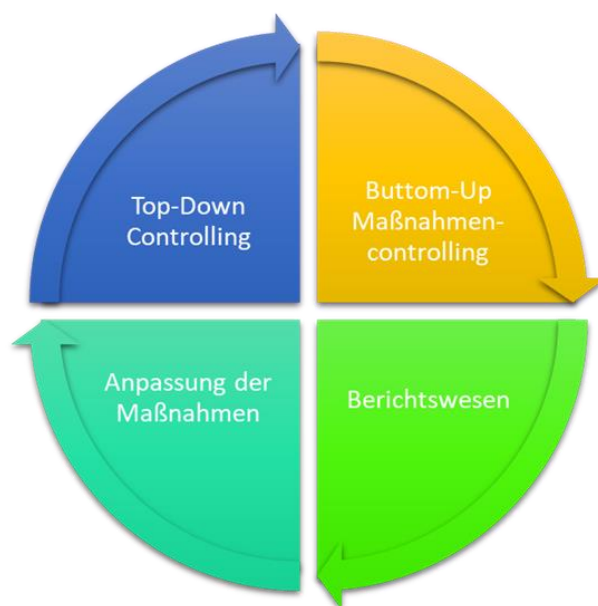 Top-Down
Controlling
Buttom-Up
Maßnahmen-
controlling
Anpassung der
Maßnahmen
Berichtswesen